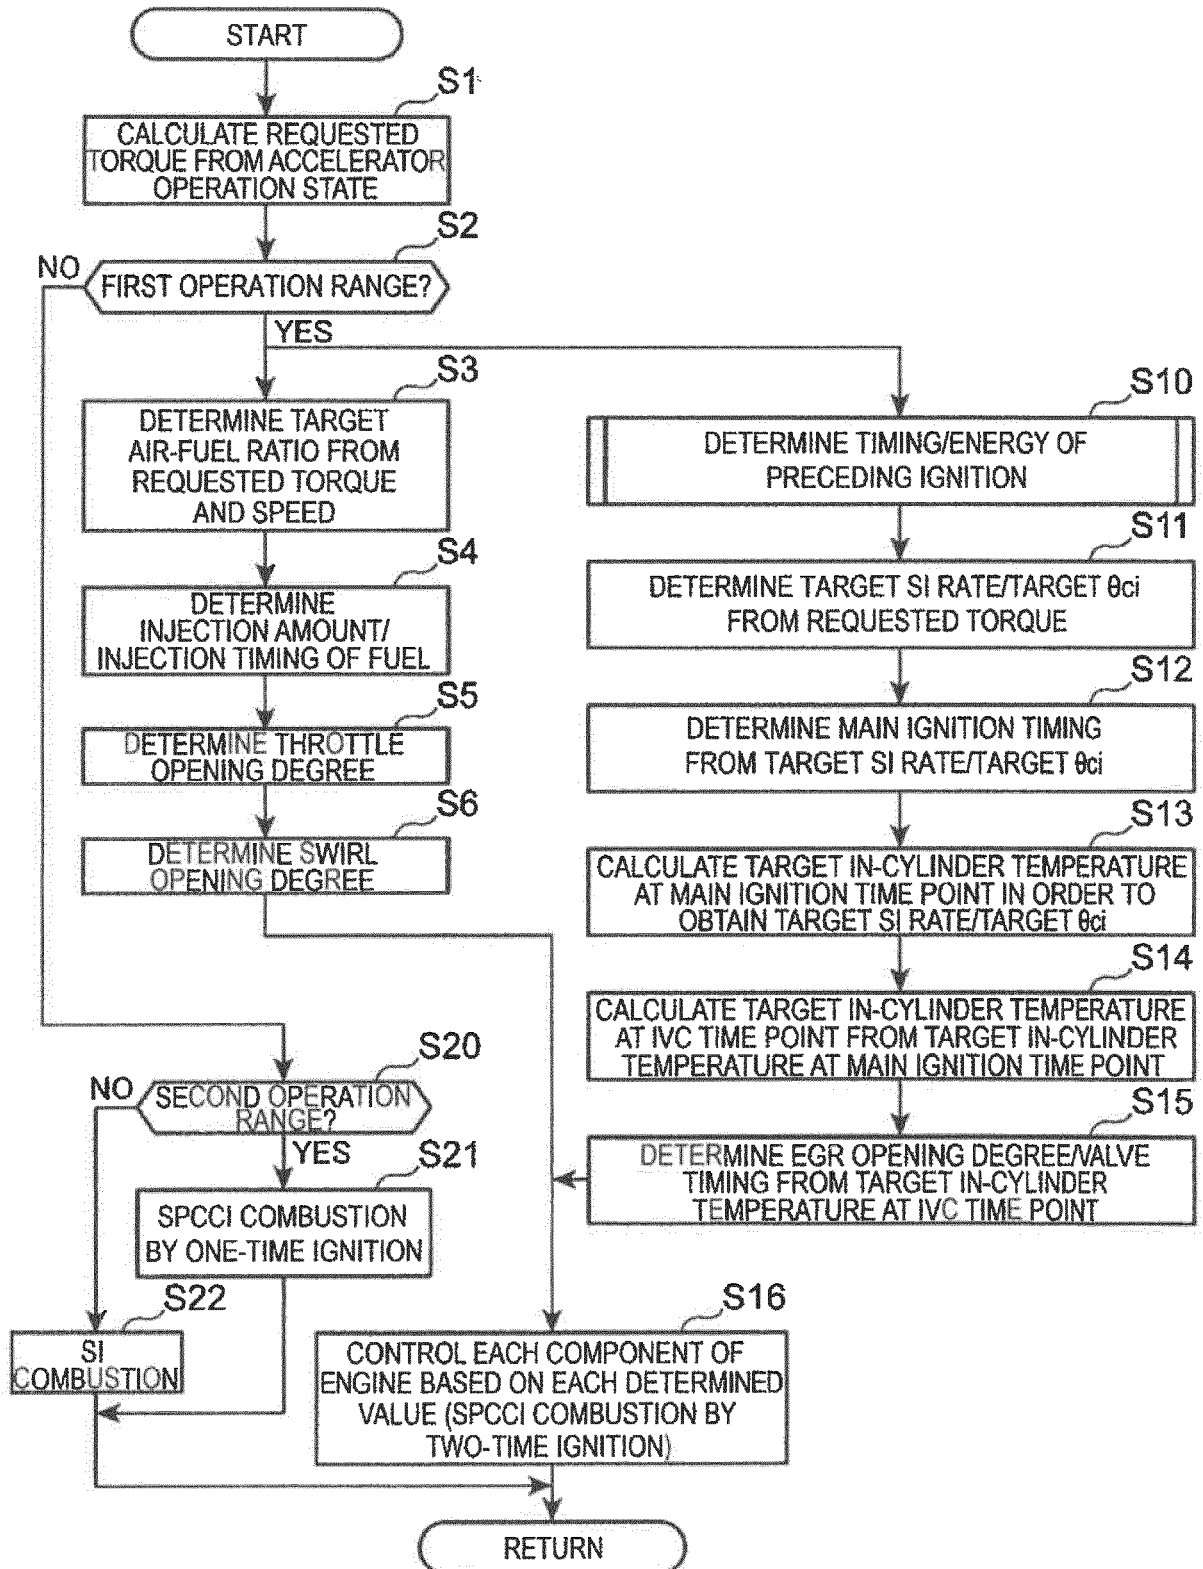 START
S1
CALCULATE REQUESTED
TORQUE FROM ACCELERATOR
OPERATION STATE
S2
NO
FIRST OPERATION RANGE?
YES
S3
DETERMINE TARGET
AIR-FUEL RATIO FROM
REQUESTED TORQUE
AND SPEED
S4
DETERMINE
INJECTION AMOUNT/
INJECTION TIMING OF FUEL
S5
DETERMINE THROTTLE
OPENING DEGREE
S6
DETERMINE SWIRL
OPENING DEGREE
S10
DETERMINE TIMING/ENERGY OF
PRECEDING IGNITION
S11
DETERMINE TARGET SI RATE/TARGET θci
FROM REQUESTED TORQUE
S12
DETERMINE MAIN IGNITION TIMING
FROM TARGET SI RATE/TARGET θci
S13
CALCULATE TARGET IN-CYLINDER TEMPERATURE
AT MAIN IGNITION TIME POINT IN ORDER TO
OBTAIN TARGET SI RATE/TARGET θci
S14
CALCULATE TARGET IN-CYLINDER TEMPERATURE
AT IVC TIME POINT FROM TARGET IN-CYLINDER
TEMPERATURE AT MAIN IGNITION TIME POINT
S15
DETERMINE EGR OPENING DEGREE/VALVE
TIMING FROM TARGET IN-CYLINDER
TEMPERATURE AT IVC TIME POINT
S20
NO
SECOND OPERATION
RANGE?
YES
S21
SPCCI COMBUSTION
BY ONE-TIME IGNITION
S22
SI
COMBUSTION
S16
CONTROL EACH COMPONENT OF
ENGINE BASED ON EACH DETERMINED
VALUE (SPCCI COMBUSTION BY
TWO-TIME IGNITION)
RETURN